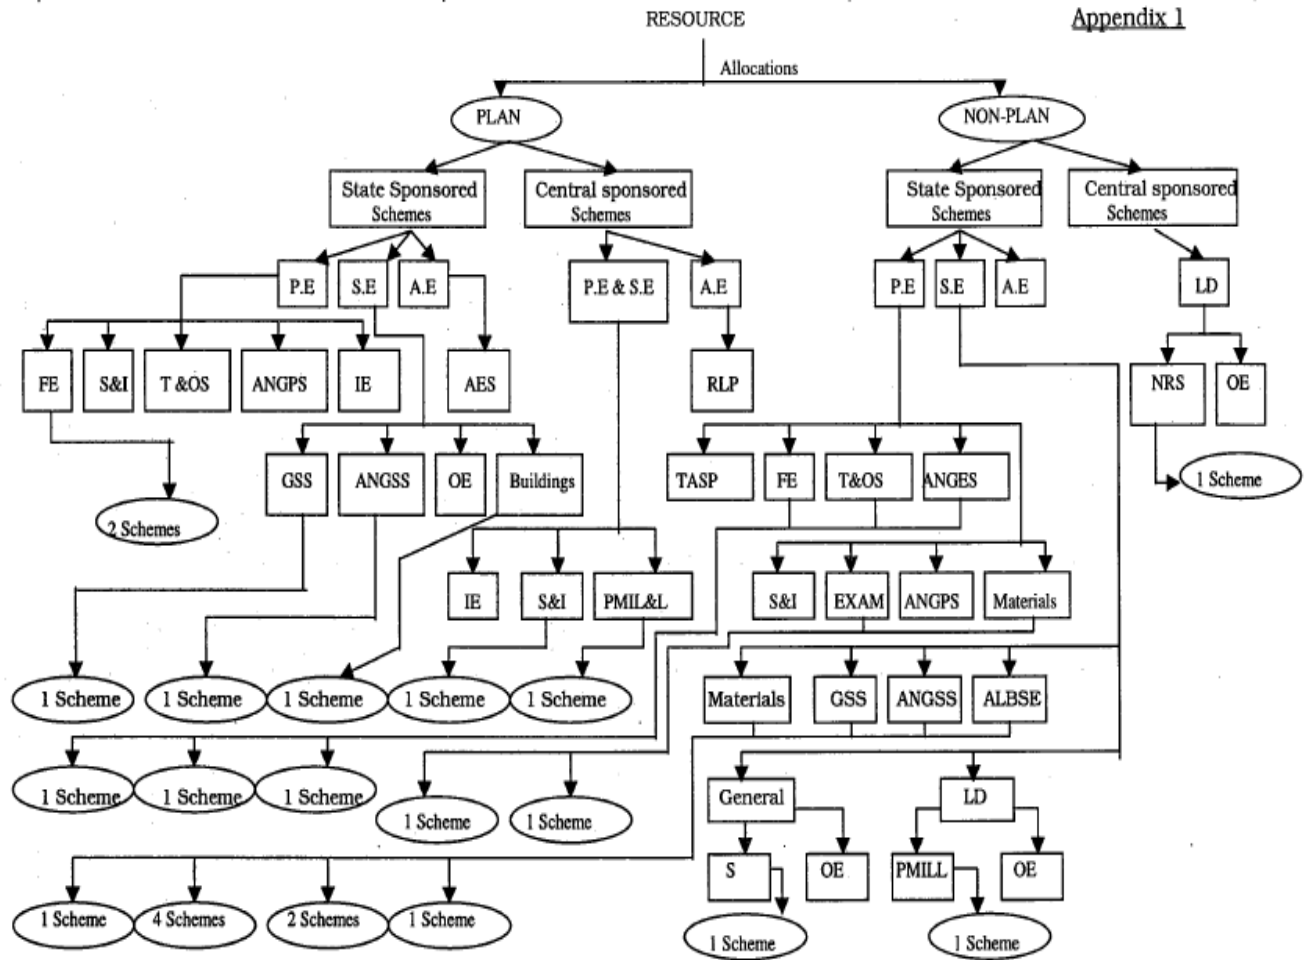 RESOURCE
Appendix 1
Allocations
PLAN
NON-PLAN
State Sponsored
Schemes
Central sponsored
Schemes
State Sponsored
Schemes
Central sponsored
Schemes
P.E
S.E
A.E
P.E & S.E
A.E
P.E
S.E
A.E
LD
FE
S&I
T &OS
ANGPS
IE
AES
RLP
NRS
OE
GSS
ANGSS
OE
Buildings
TASP
FE
T&OS
ANGES
1 Scheme
2 Schemes
IE
S&I
PMIL&L
S&I
EXAM
ANGPS
Materials
1 Scheme
1 Scheme
1 Scheme
1 Scheme
1 Scheme
Materials
GSS
ANGSS
ALBSE
1 Scheme
1 Scheme
1 Scheme
1 Scheme
1 Scheme
General
LD
S
OE
PMILL
OE
1 Scheme
4 Schemes
2 Schemes
1 Scheme
1 Scheme
1 Scheme